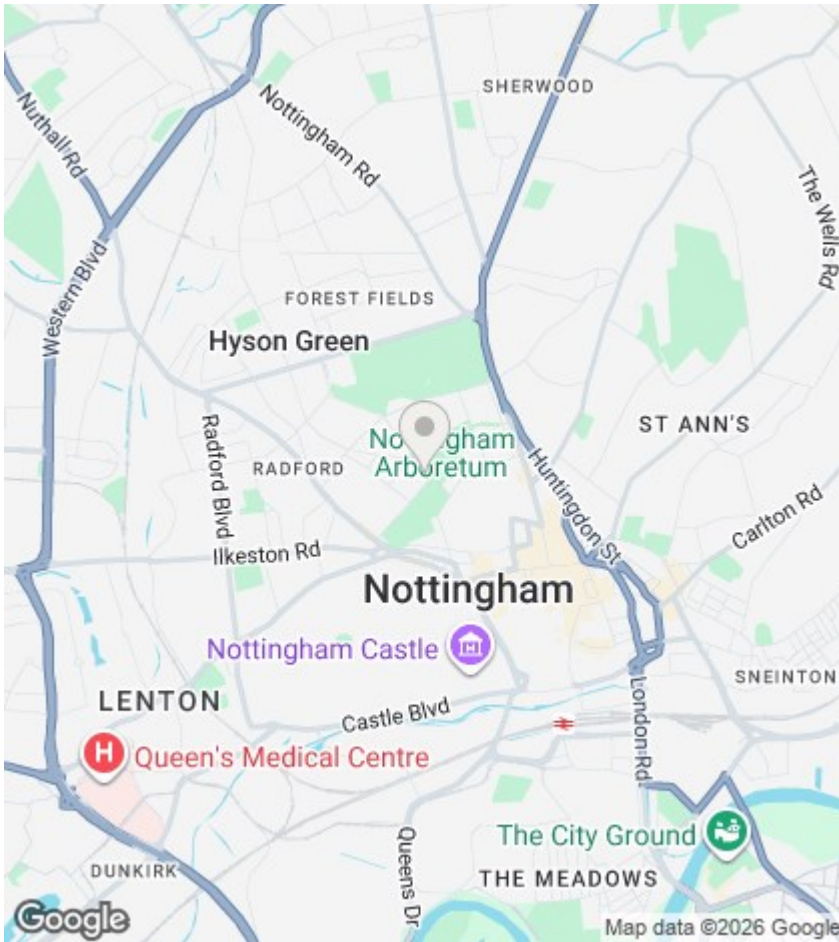 SHERWOOD
Nuthall Rd
Nottingham Rd
The Wells Rd
Western Blvd
FOREST FIELDS
Hyson Green
Nottingham
Arboretum
ST ANN'S
Radford Blvd
RADFORD
Huntingdon St
Carlton Rd
Ilkeston Rd
Nottingham
Nottingham Castle
SNEINTON
LENTON
Castle Blvd
London Rd
H
Queen's Medical Centre
Queens Dr
The City Ground
DUNKIRK
THE MEADOWS
Google
Map data ©2026 Google